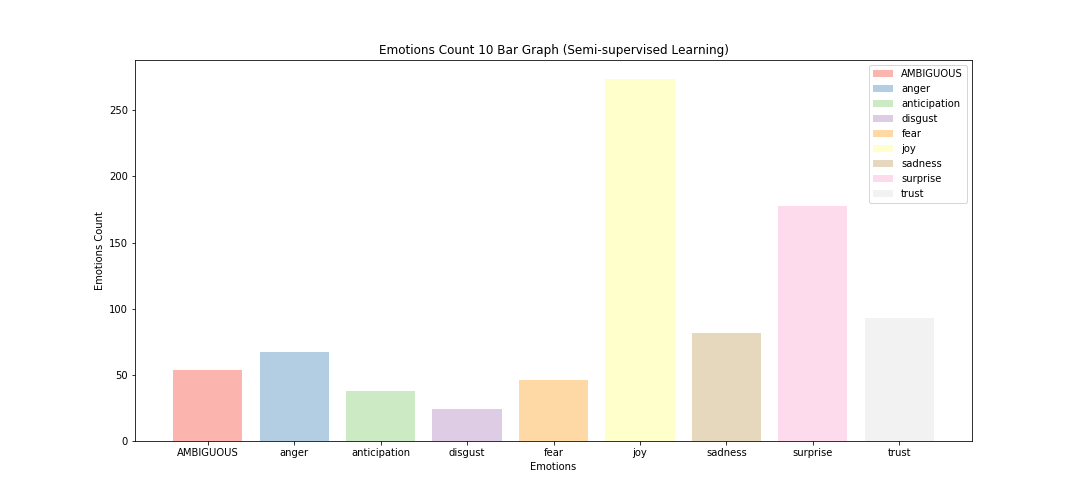 Emotions Count 10 Bar Graph (Semi-supervised Learning)
AMBIGUOUS
anger
anticipation
disgust
fear
joy
sadness
surprise
trust
Emotions Count
250
200
150
100
50
0
AMBIGUOUS anger anticipation disgust fear joy sadness surprise trust
Emotions